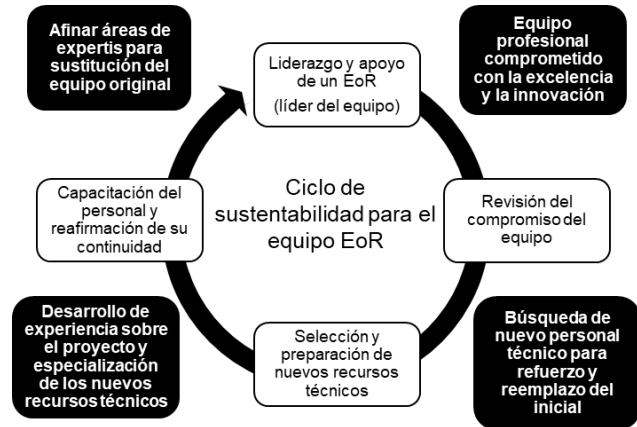 Afinar áreas de
expertis para
sustitución del
equipo original
Liderazgo y apoyo
de un EoR
(líder del equipo)
Equipo
profesional
comprometido
con la excelencia
y la innovación
Capacitación del
personal y
reafirmación de su
continuidad
Ciclo de
sustentabilidad para el
equipo EoR
Revisión del
compromiso del
equipo
Desarrollo de
experiencia sobre
el proyecto y
especialización
de los nuevos
recursos técnicos
Selección y
preparación de
nuevos recursos
técnicos
Búsqueda de
nuevo personal
técnico para
refuerzo y
reemplazo del
inicial